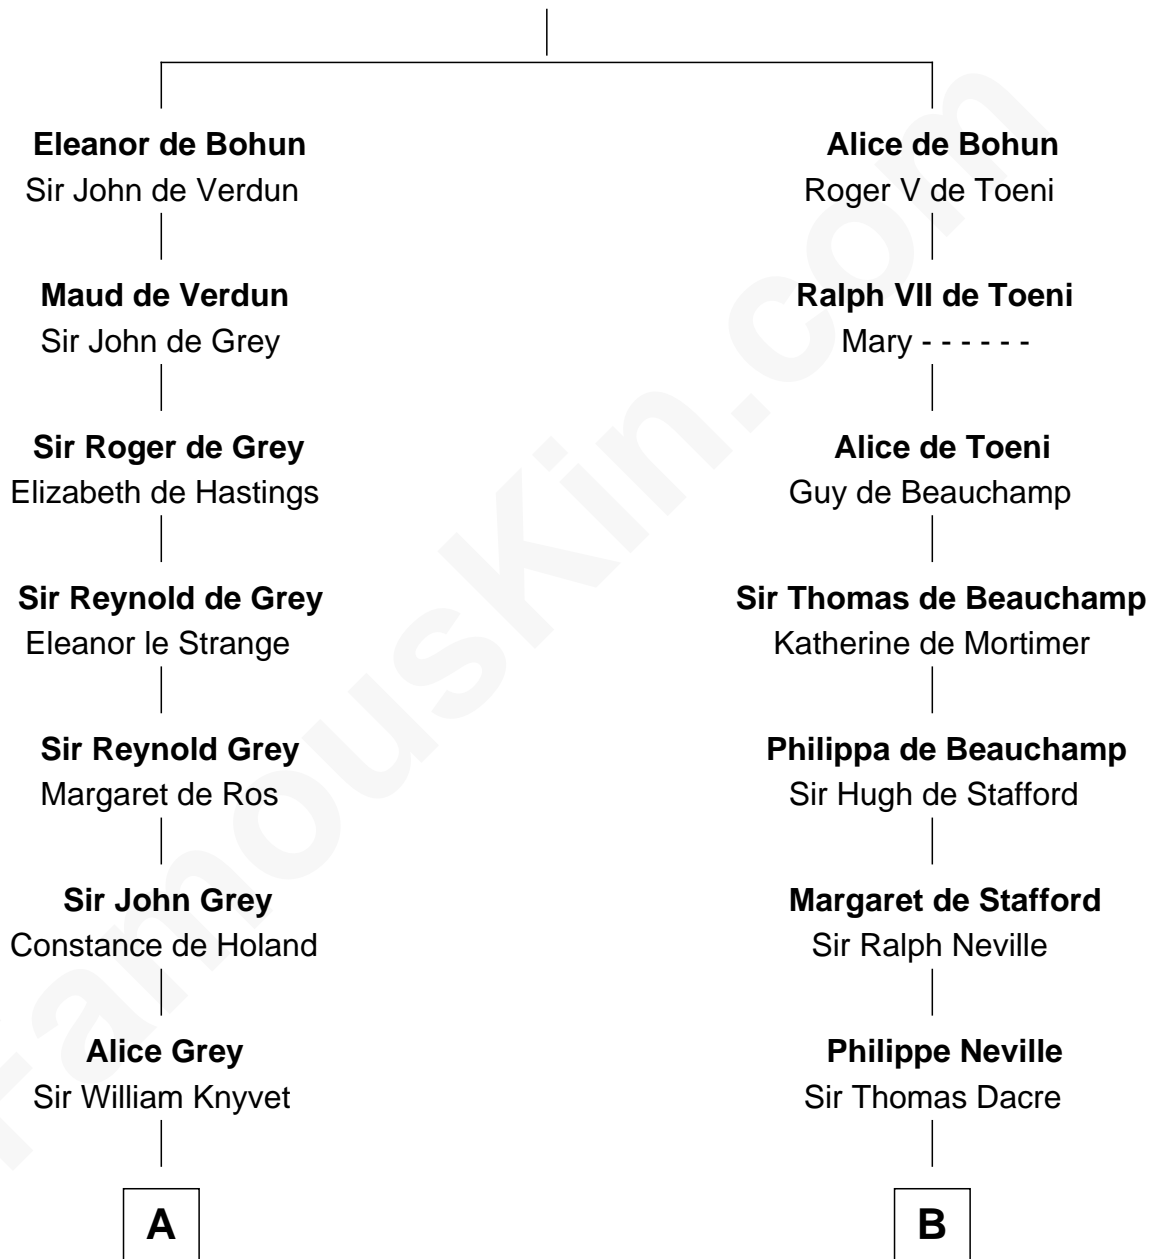 Eleanor de Bohun
Sir John de Verdun
Maud de Verdun
Sir John de Grey
Sir Roger de Grey
Elizabeth de Hastings
Sir Reynold de Grey
Eleanor le Strange
Sir Reynold Grey
Margaret de Ros
Sir John Grey
Constance de Holand
Alice Grey
Sir William Knyvet
A
Alice de Bohun
Roger V de Toeni
Ralph VII de Toeni
Mary - - - - - -
Alice de Toeni
Guy de Beauchamp
Sir Thomas de Beauchamp
Katherine de Mortimer
Philippa de Beauchamp
Sir Hugh de Stafford
Margaret de Stafford
Sir Ralph Neville
Philippe Neville
Sir Thomas Dacre
B
FamousKin.com